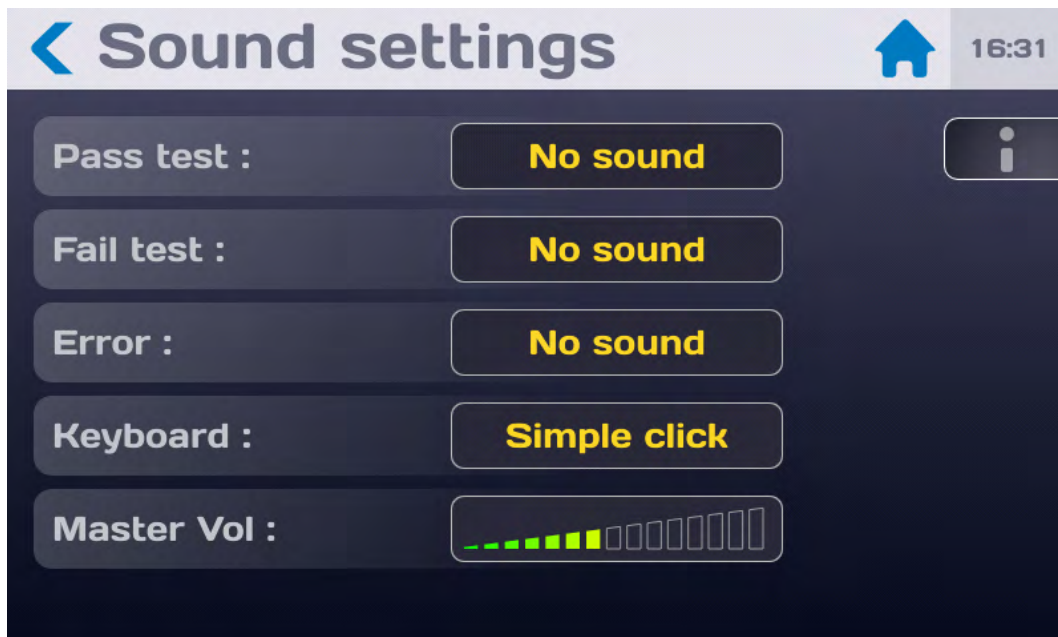 Sound settings
16:31
Pass test :
No sound
Fail test :
No sound
Error :
No sound
Keyboard :
Simple click
Master Vol :